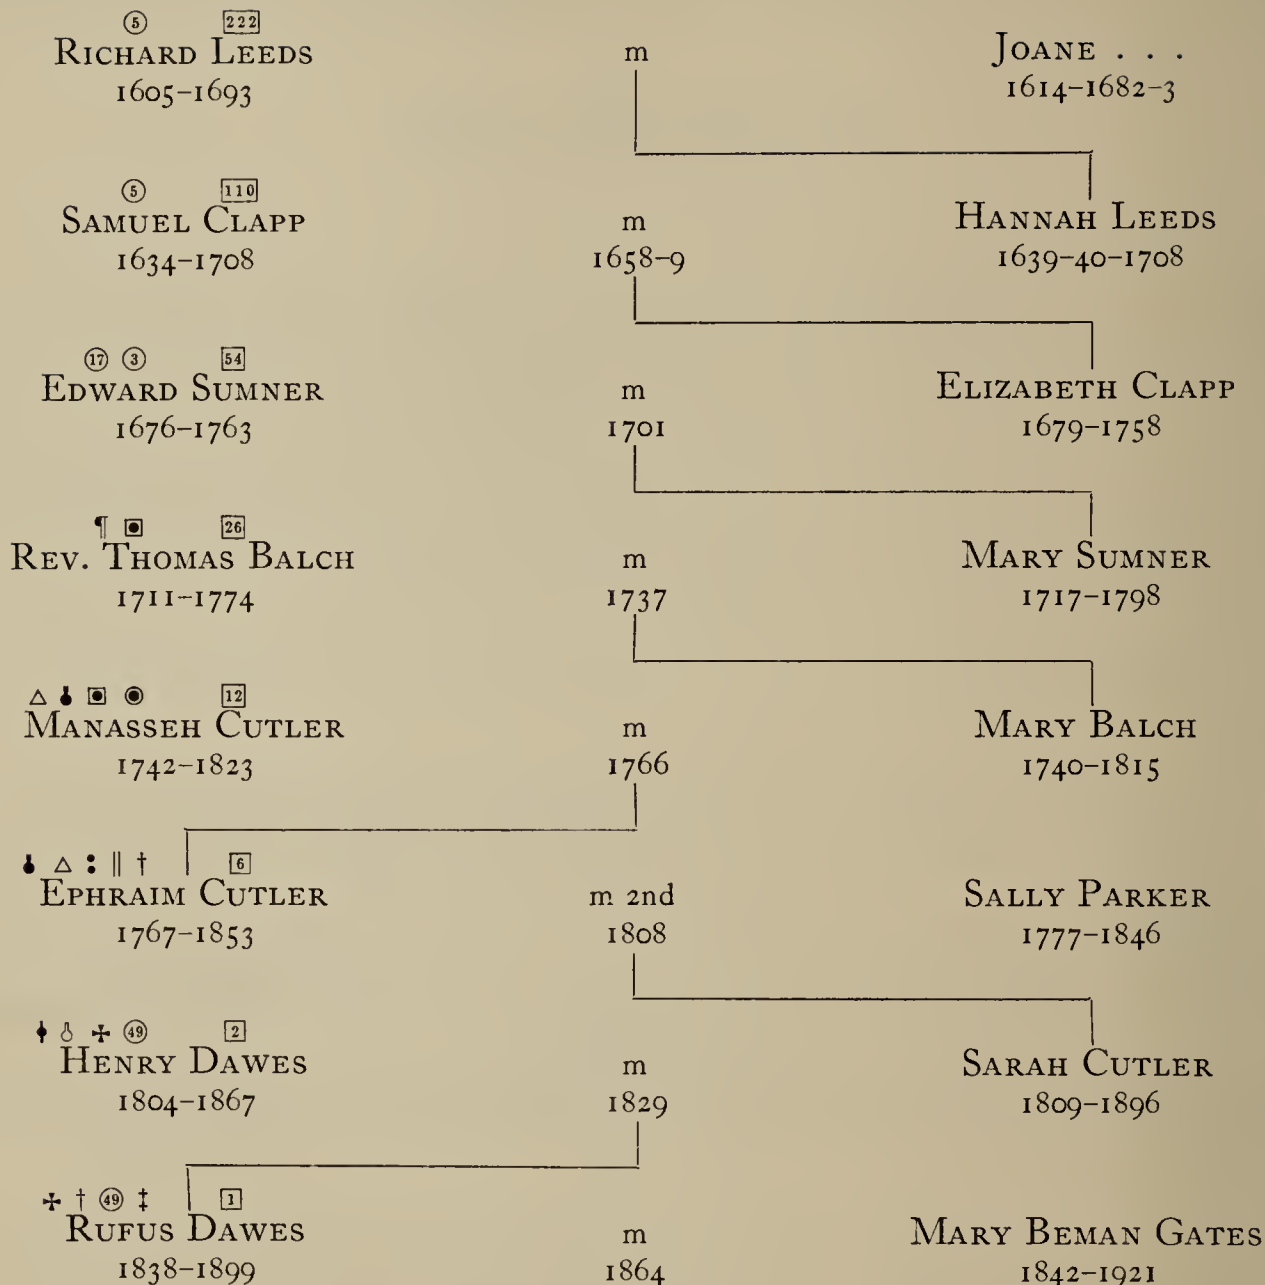 ⑤ 222
RICHARD LEEDS m JOANE . . .
1605–1693 1614–1682–3
⑤ 110
SAMUEL CLAPP m HANNAH LEEDS
1634–1708 1658–9 1639–40–1708
⑰ ③ 54
EDWARD SUMNER m ELIZABETH CLAPP
1676–1763 1701 1679–1758
¶ ▣ 26
REV. THOMAS BALCH m MARY SUMNER
1711–1774 1737 1717–1798
△ ▣ ◉ 12
MANASSEH CUTLER m MARY BALCH
1742–1823 1766 1740–1815
△ : ‖ † 6
EPHRAIM CUTLER m 2nd SALLY PARKER
1767–1853 1808 1777–1846
✠ ㊾ 2
HENRY DAWES m SARAH CUTLER
1804–1867 1829 1809–1896
✠ † ㊾ ‡ 1
RUFUS DAWES m MARY BEMAN GATES
1838–1899 1864 1842–1921